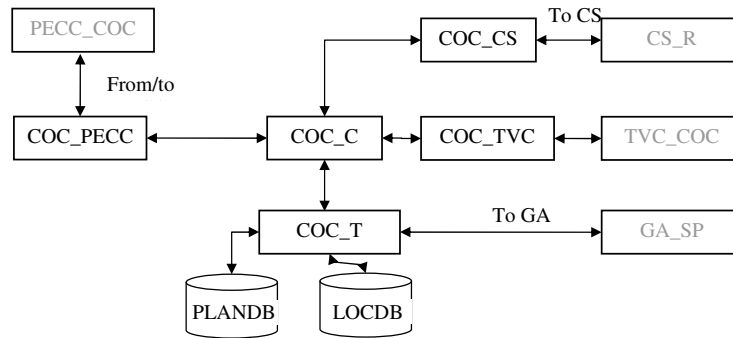 PECC_COC
To CS
COC_CS
CS_R
From/to
COC_PECC
COC_C
COC_TVC
TVC_COC
To GA
COC_T
GA_SP
PLANDB
LOCDB